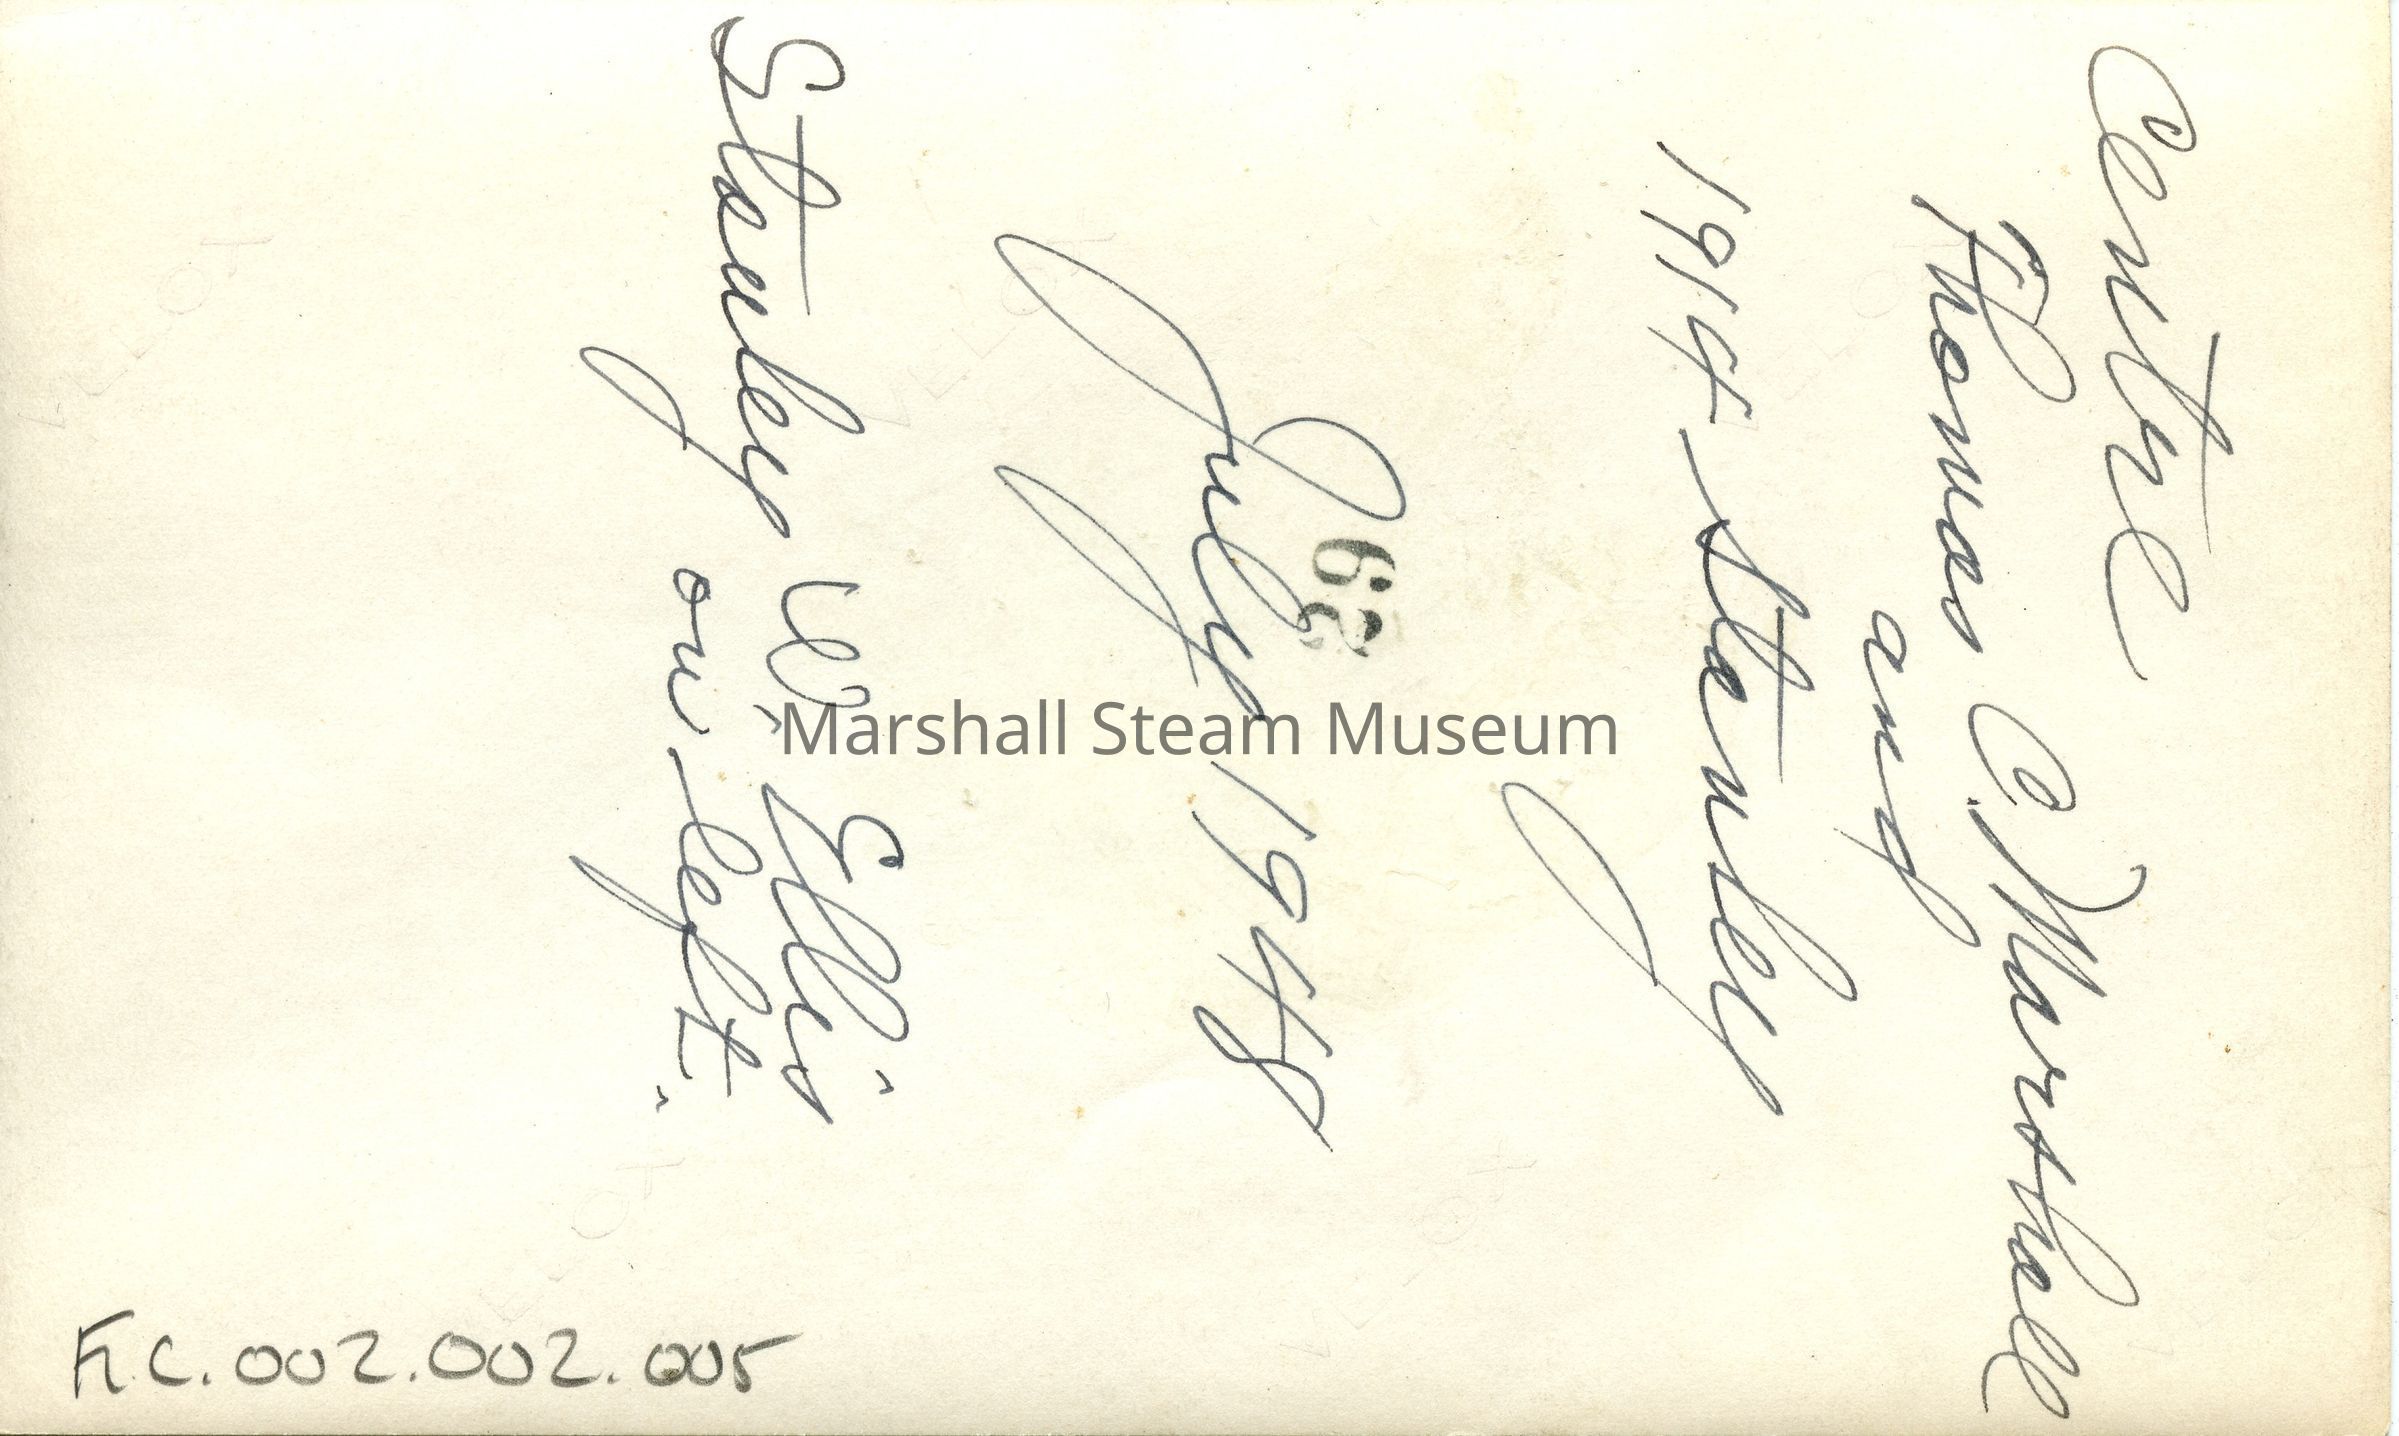 Centre
Thomas C. Marshall
and
1914 Stanley
July 1948
Stanley W. Ellis
on left.
Marshall Steam Museum
F.C.002.002.005